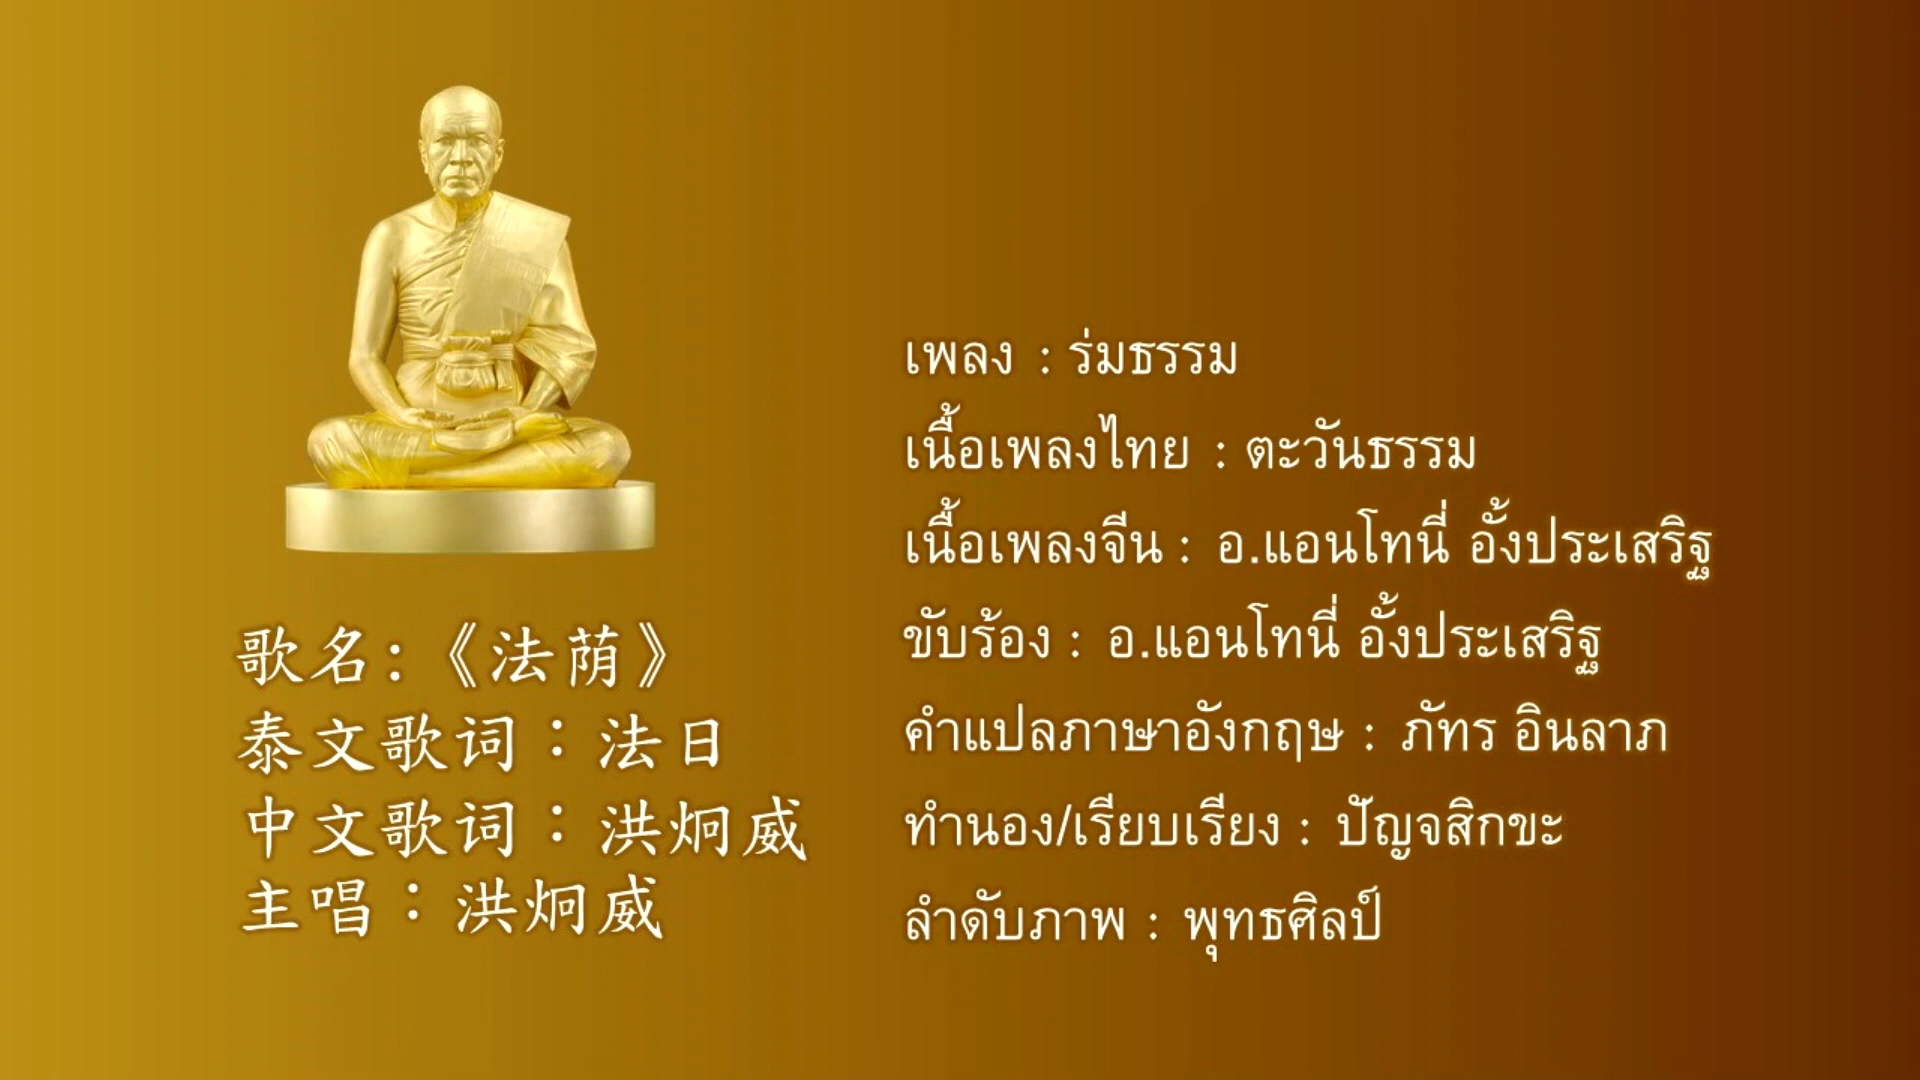 歌名:《法荫》
泰文歌词：法日
中文歌词：洪炯威
主唱：洪炯威
เพลง : ร่มธรรม
เนื้อเพลงไทย : ตะวันธรรม
เนื้อเพลงจีน : อ.แอนโทนี่ อั้งประเสริฐ
ขับร้อง : อ.แอนโทนี่ อั้งประเสริฐ
คำแปลภาษาอังกฤษ : ภัทร อินลาภ
ทำนอง/เรียบเรียง : ปัญจสิกขะ
ลำดับภาพ : พุทธศิลป์